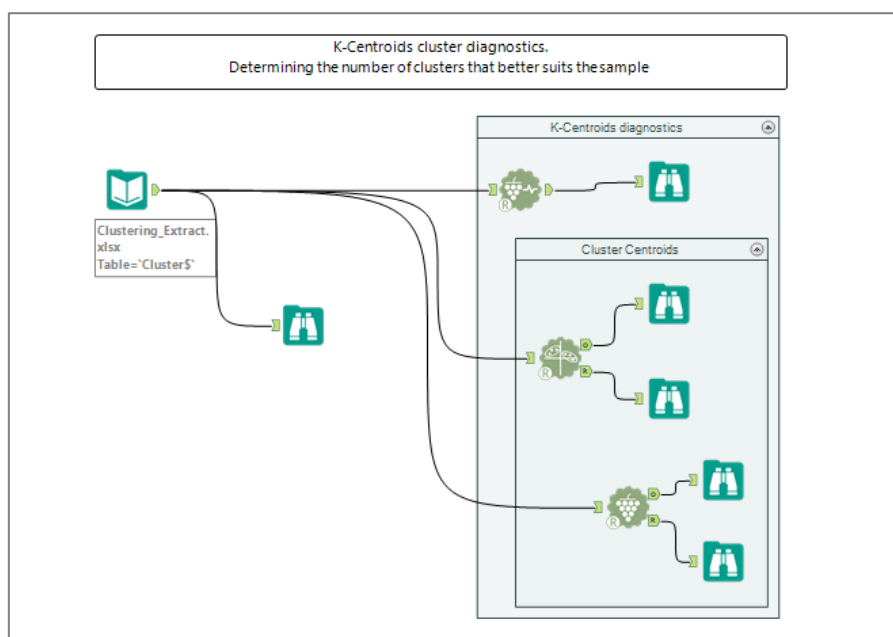 K-Centroids cluster diagnostics.
Determining the number of clusters that better suits the sample
K-Centroids diagnostics
Clustering_Extract.
xlsx
Table=`Cluster$`
R
Cluster Centroids
O
R
R
O
R
R